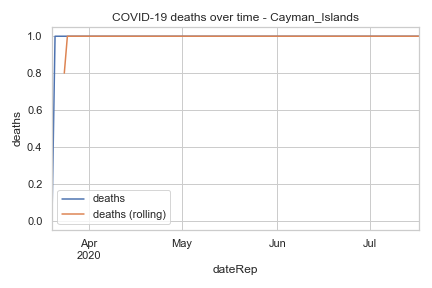 COVID-19 deaths over time - Cayman_Islands
deaths
1.0
0.8
0.6
0.4
0.2
0.0
deaths
deaths (rolling)
Apr
2020
May
Jun
Jul
dateRep